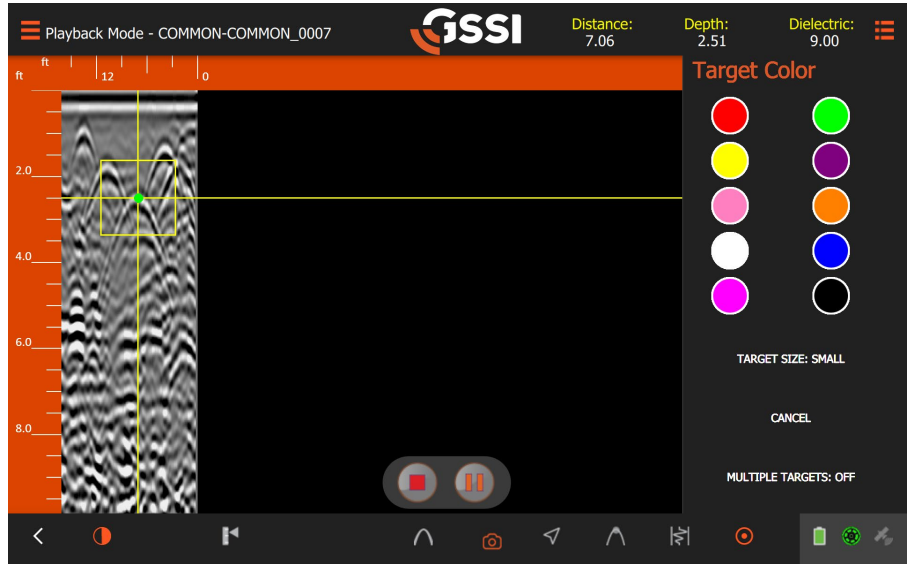 Playback Mode - COMMON-COMMON_0007
GSSI
Distance:
7.06
Depth:
2.51
Dielectric:
9.00
ft
ft
12
0
2.0
4.0
6.0
8.0
Target Color
TARGET SIZE: SMALL
CANCEL
MULTIPLE TARGETS: OFF